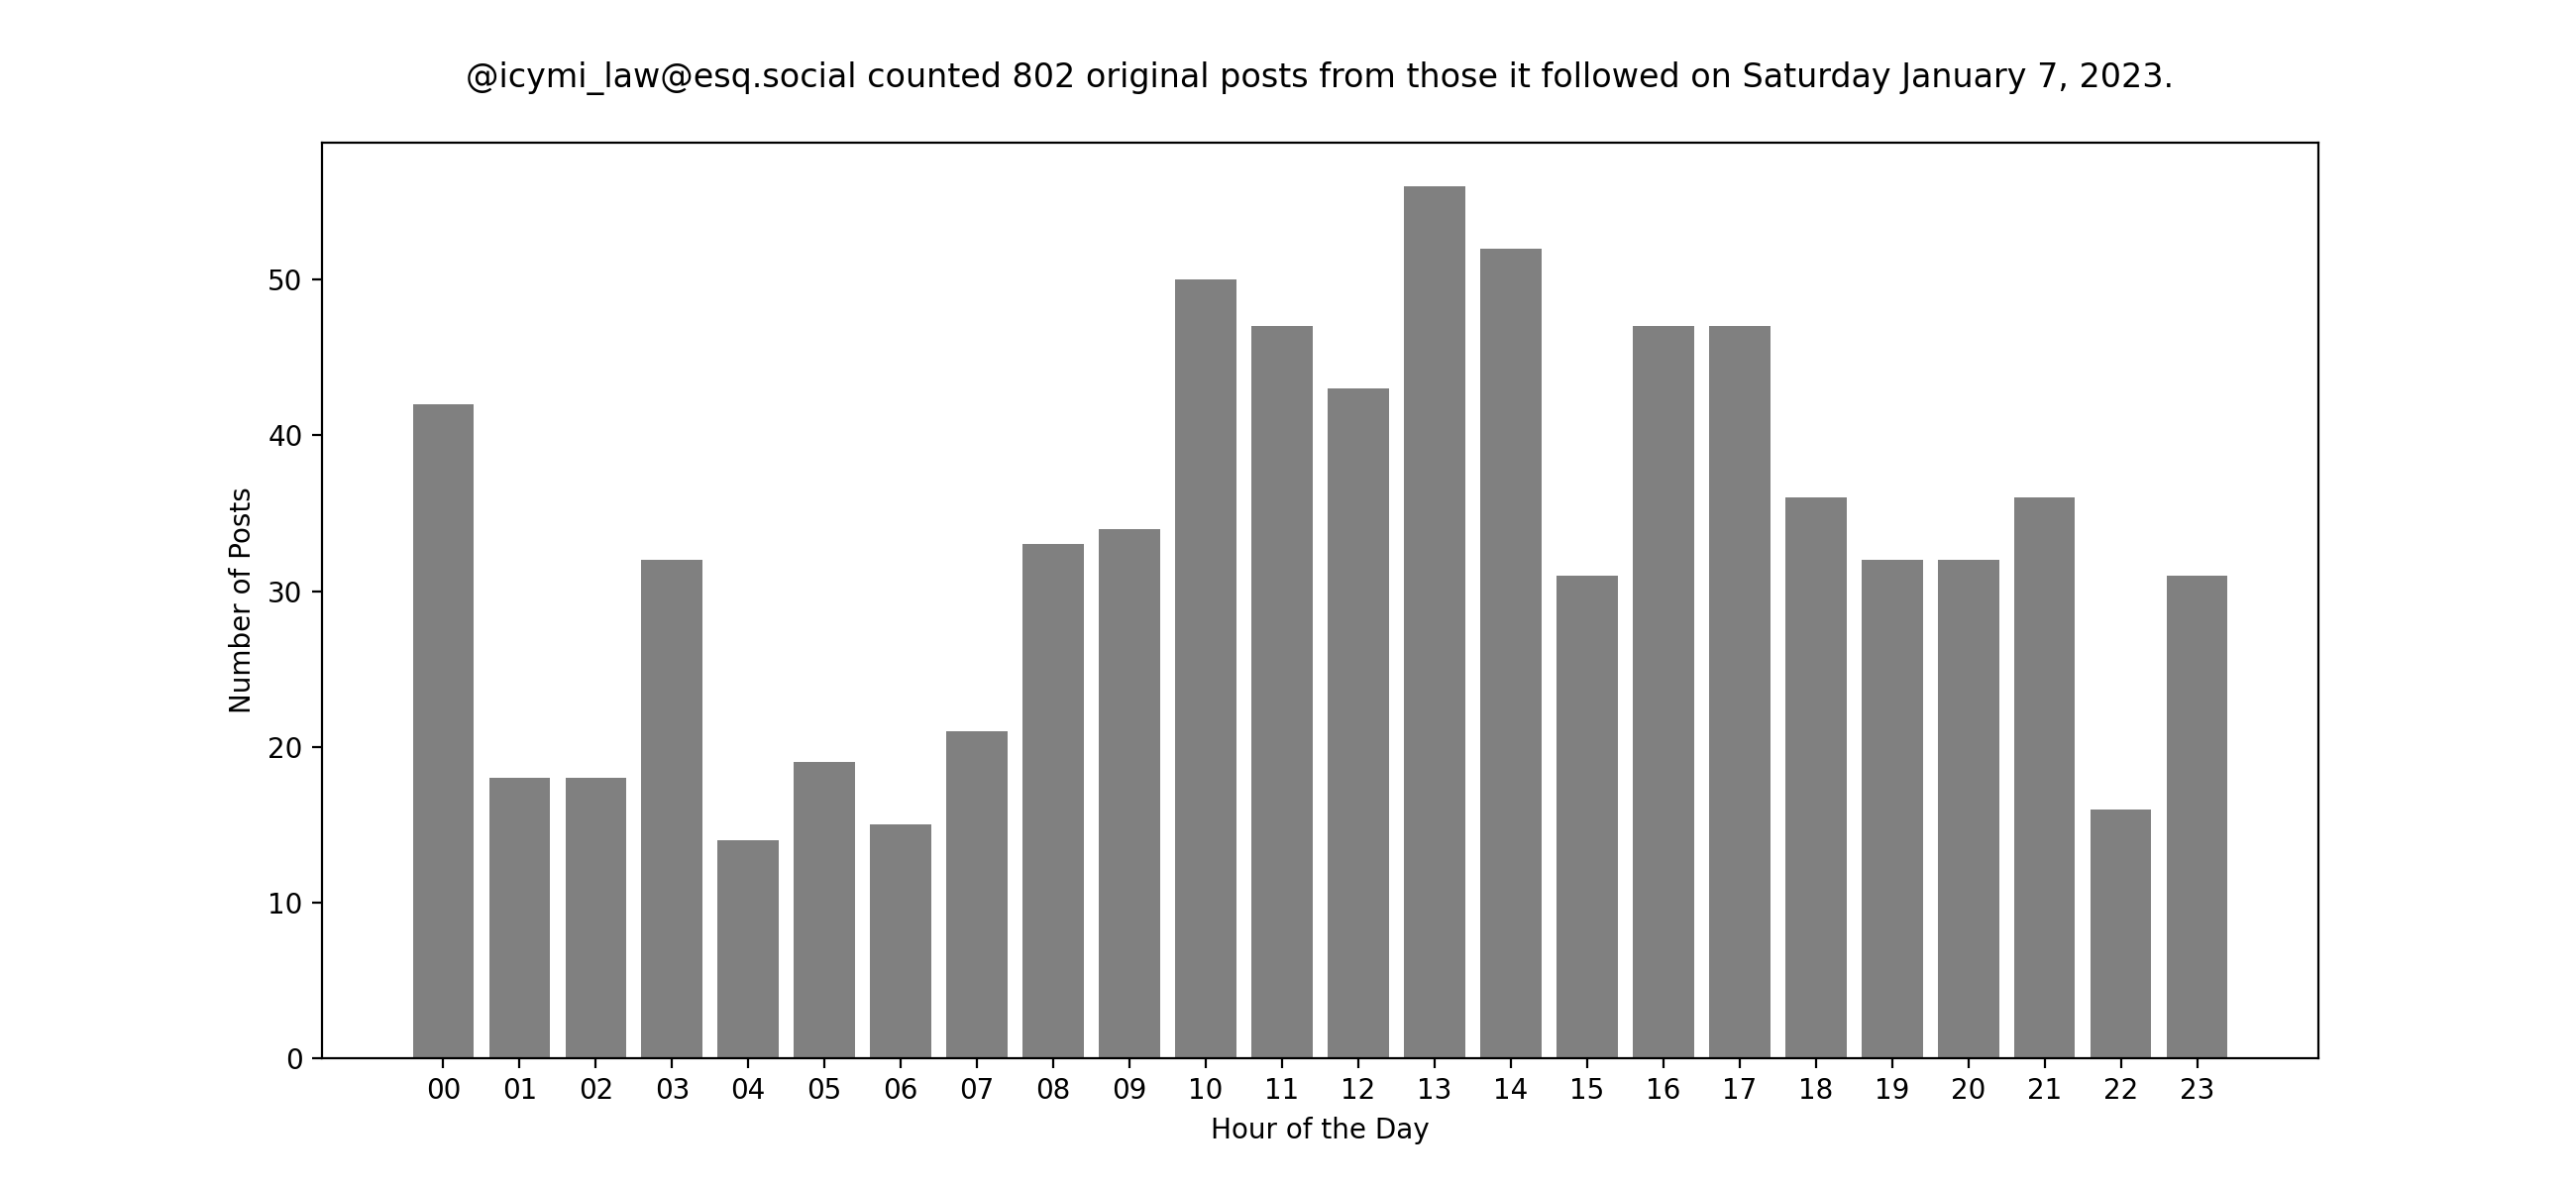 @icymi_law@esq.social counted 802 original posts from those it followed on Saturday January 7, 2023.
Number of Posts
50
40
30
20
10
0
00 01 02 03 04 05 06 07 08 09 10 11 12 13 14 15 16 17 18 19 20 21 22 23
Hour of the Day